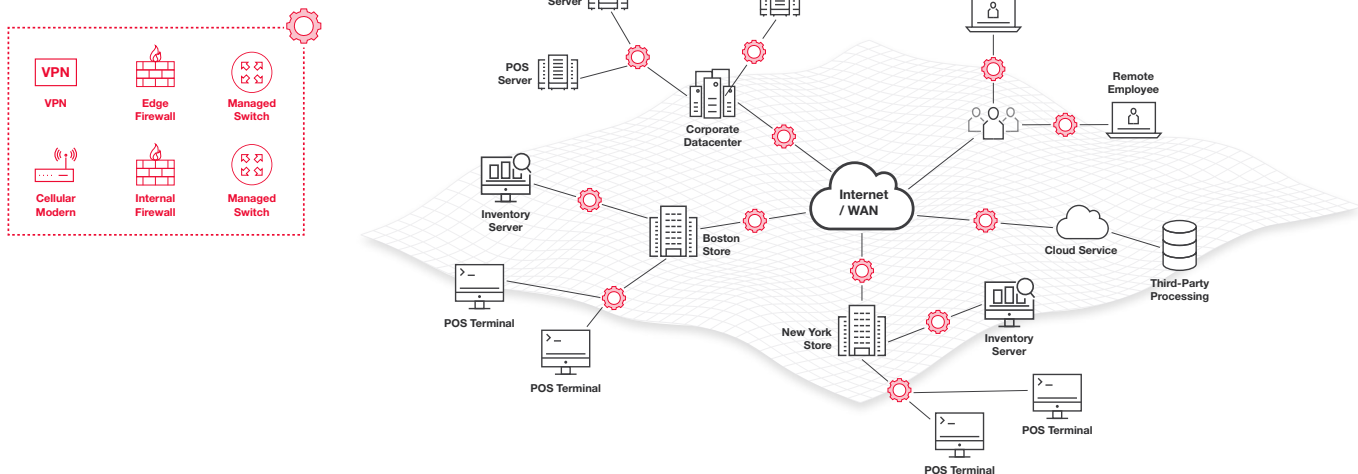 VPN
VPN
Edge
Firewall
Managed
Switch
Cellular
Modern
Internal
Firewall
Managed
Switch
Server
POS
Server
Corporate
Datacenter
Remote
Employee
Internet
/ WAN
Inventory
Server
Boston
Store
Cloud Service
Third-Party
Processing
POS Terminal
POS Terminal
New York
Store
Inventory
Server
POS Terminal
POS Terminal